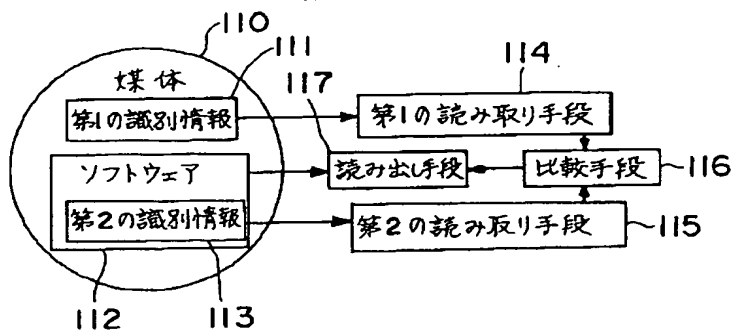 110
111
媒体
114
第1の識別情報
117
第1の読み取り手段
ソフトウェア
読み出し手段
比較手段
116
第2の識別情報
第2の読み取り手段
115
112
113